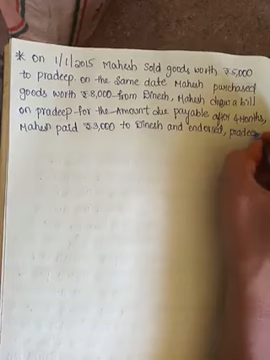 * On 1/1/2015 Mahesh Sold goods worth ₹5,000
to pradeep on the same date Mahesh purchased
goods worth ₹8,000 from Dinesh, Mahesh drew a bill
on pradeep for the Amount due payable after 4 Months,
Mahesh paid ₹3,000 to Dinesh and endorsed, pradeep